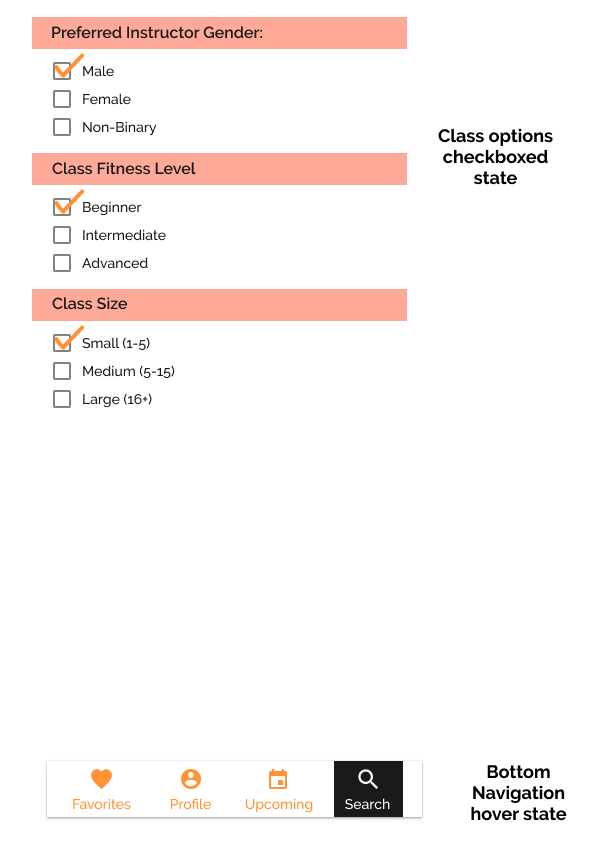 Preferred Instructor Gender:
Male
Female
Non-Binary
Class options
checkboxed
state
Class Fitness Level
Beginner
Intermediate
Advanced
Class Size
Small (1-5)
Medium (5-15)
Large (16+)
Favorites
Profile
Upcoming
Search
Bottom
Navigation
hover state